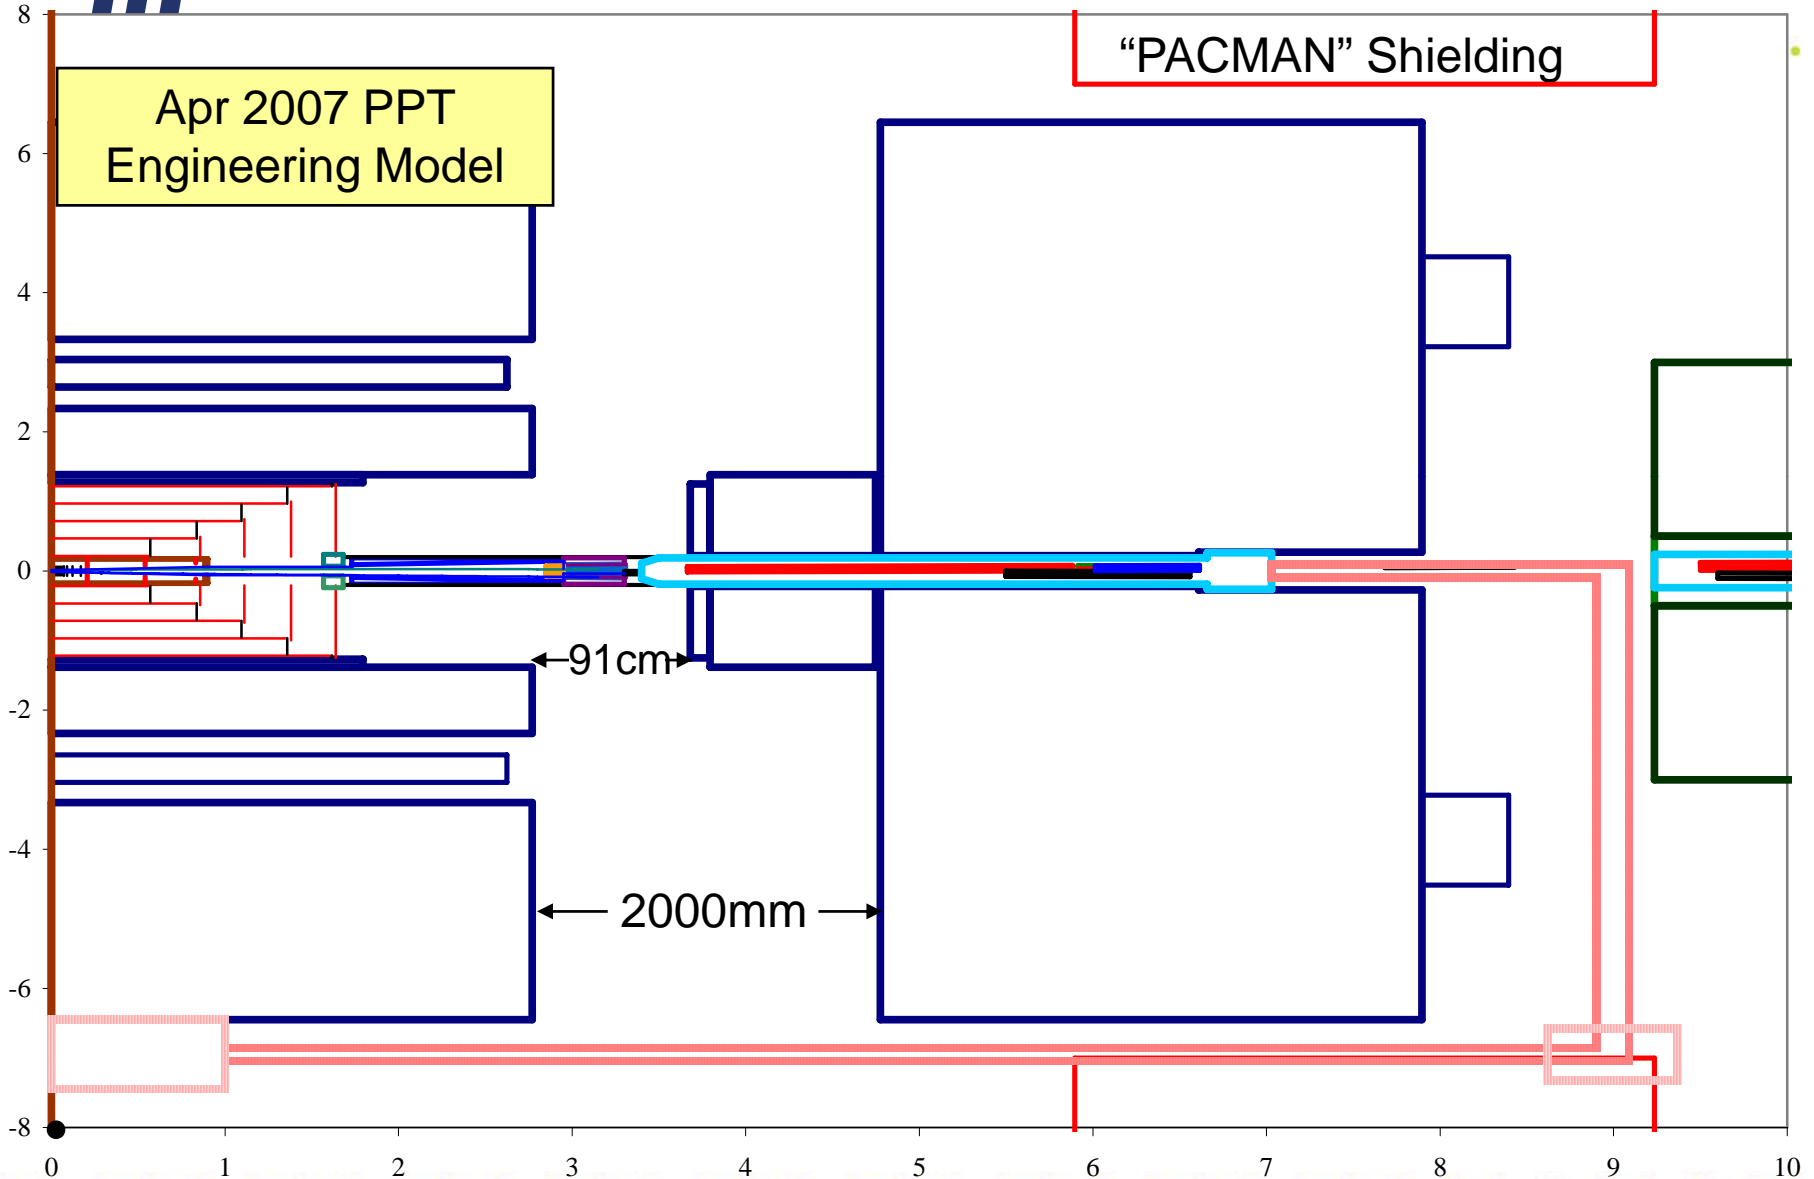 8
“PACMAN” Shielding
Apr 2007 PPT
Engineering Model
6
4
2
0
91cm
-2
2000mm
-4
-6
-8
0 1 2 3 4 5 6 7 8 9 10